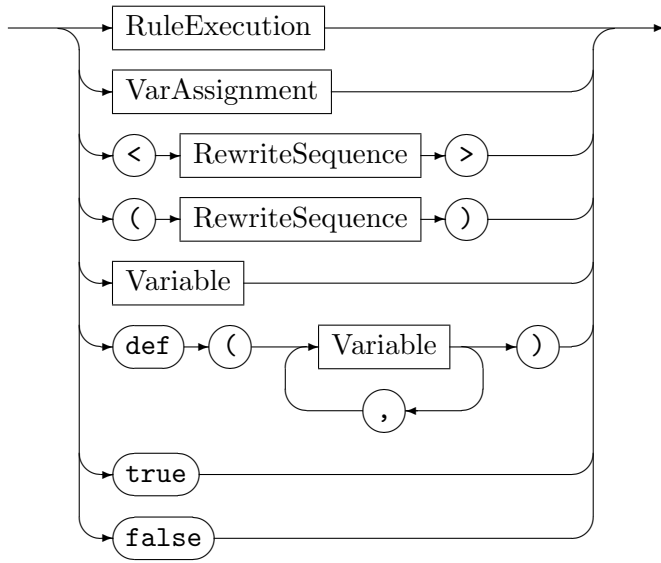 RuleExecution
VarAssignment
< RewriteSequence >
( RewriteSequence )
Variable
def ( Variable )
,
true
false